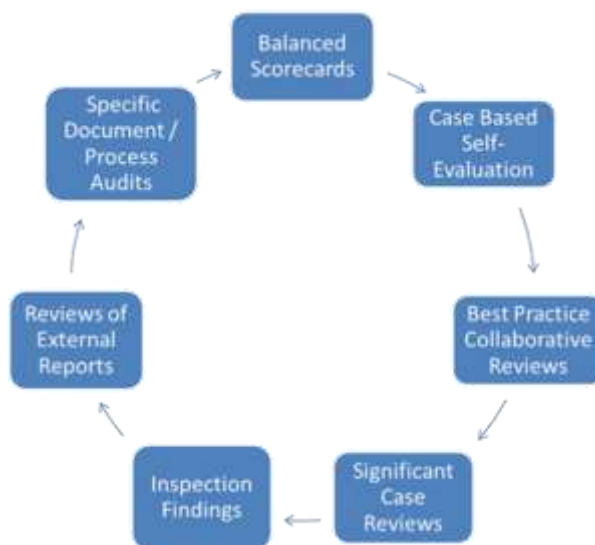 Balanced
Scorecards
Case Based
Self-
Evaluation
Best Practice
Collaborative
Reviews
Significant
Case
Reviews
Inspection
Findings
Reviews of
External
Reports
Specific
Document /
Process
Audits